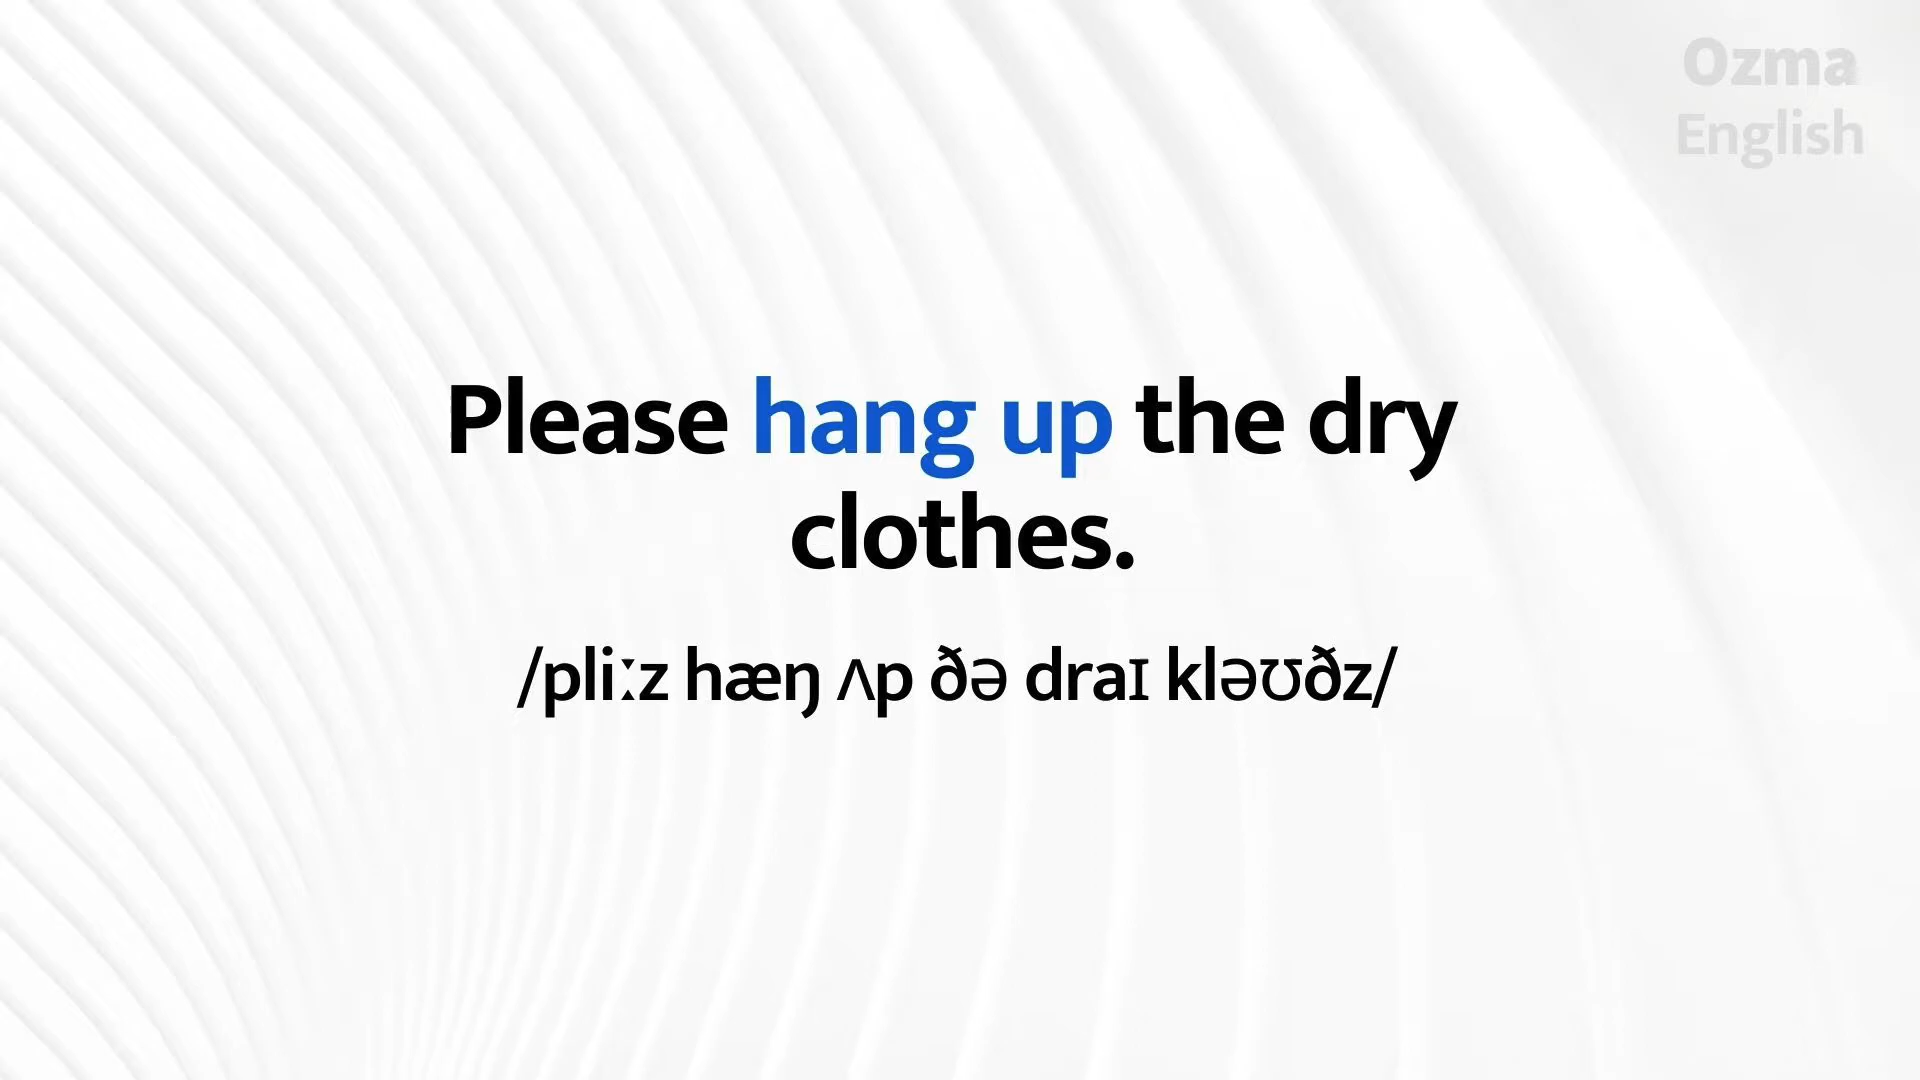 Ozma
English
Please hang up the dry
clothes.
/pliːz hæŋ ʌp ðə draɪ kləʊðz/